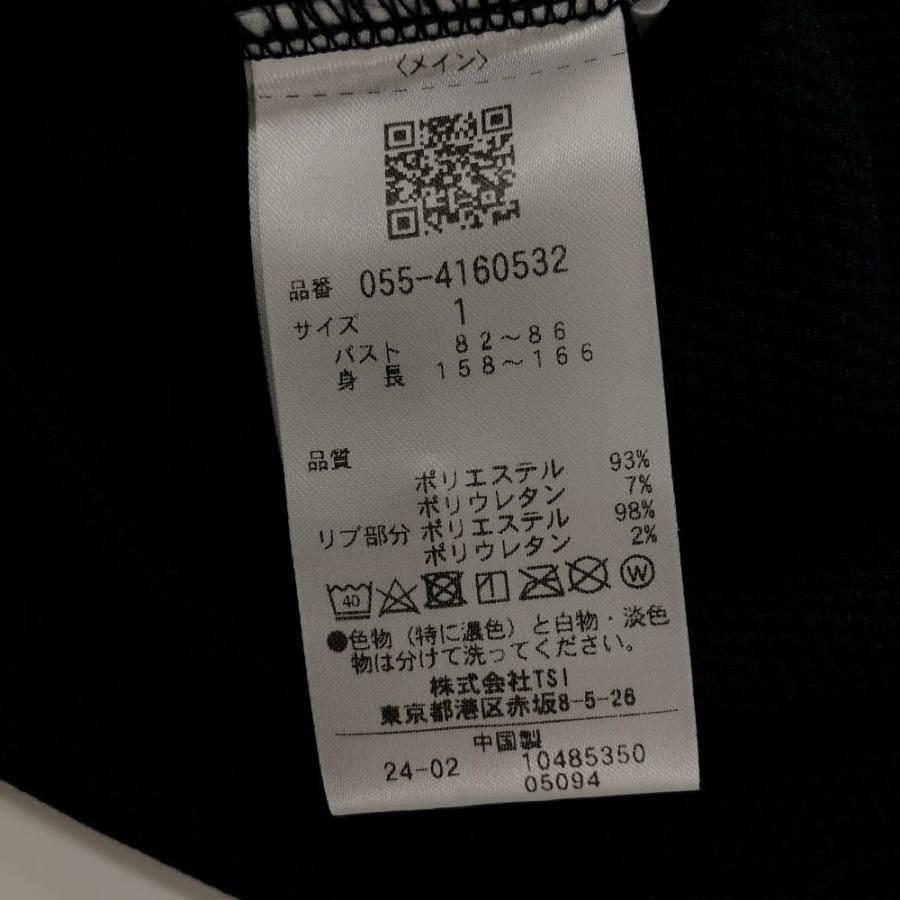 〈メイン〉
品番 055-4160532
サイズ 1
バスト 82〜86
身長 158〜166
品質
ポリエステル 93%
ポリウレタン 7%
リブ部分 ポリエステル 98%
ポリウレタン 2%
40
W
●色物（特に濃色）と白物・淡色
物は分けて洗ってください。
株式会社TSI
東京都港区赤坂8-5-26
中国製
24-02 10485350
05094